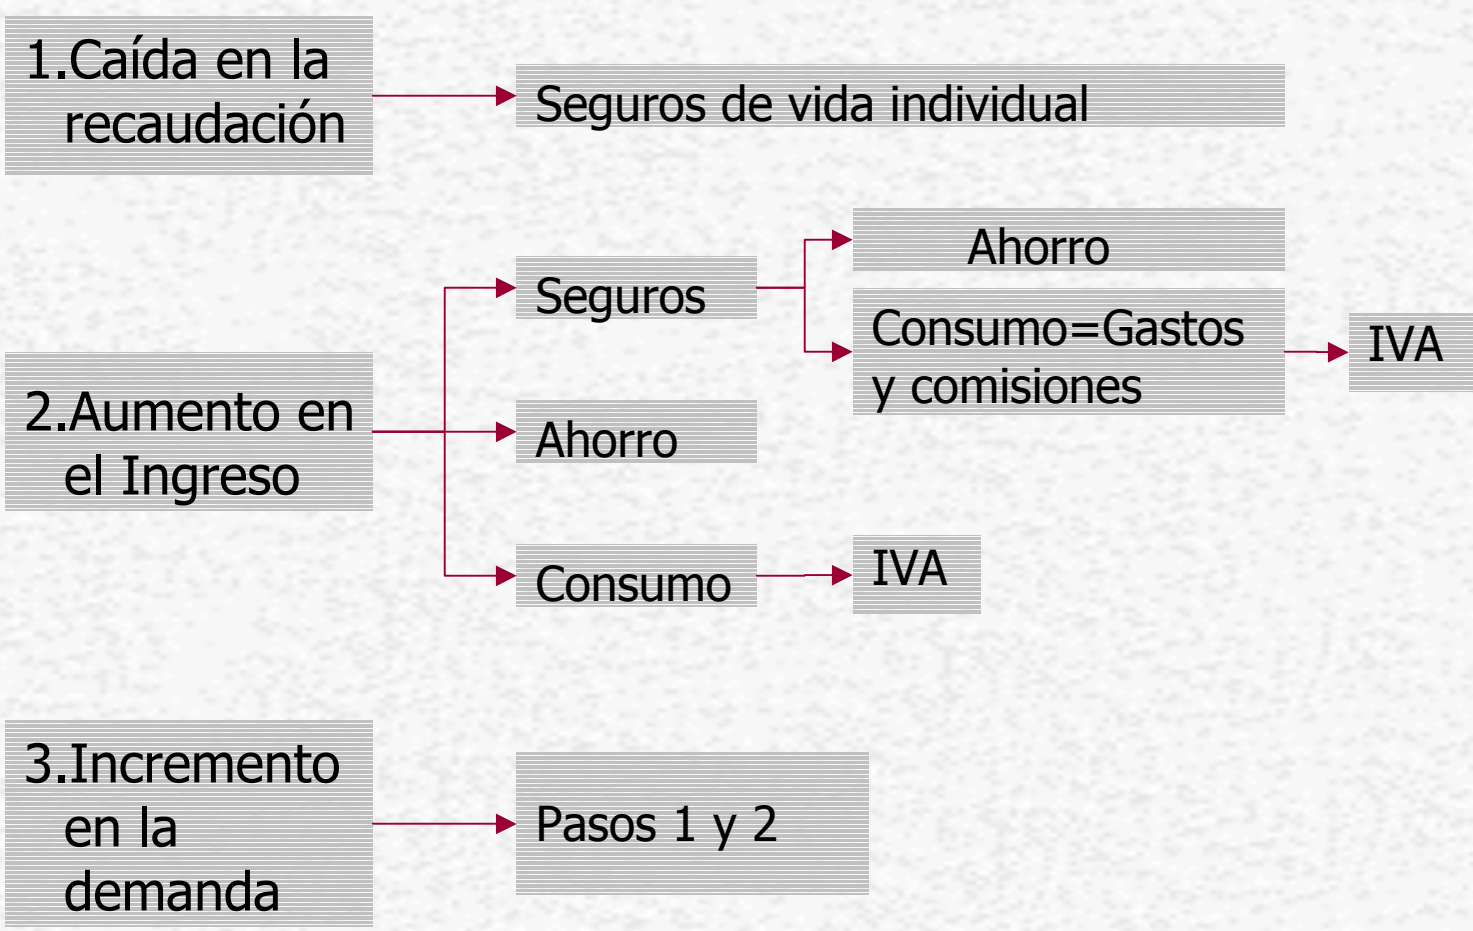 1.Caída en la
recaudación
Seguros de vida individual
2.Aumento en
el Ingreso
Seguros
Ahorro
Consumo=Gastos
y comisiones
IVA
Ahorro
Consumo
IVA
3.Incremento
en la
demanda
Pasos 1 y 2